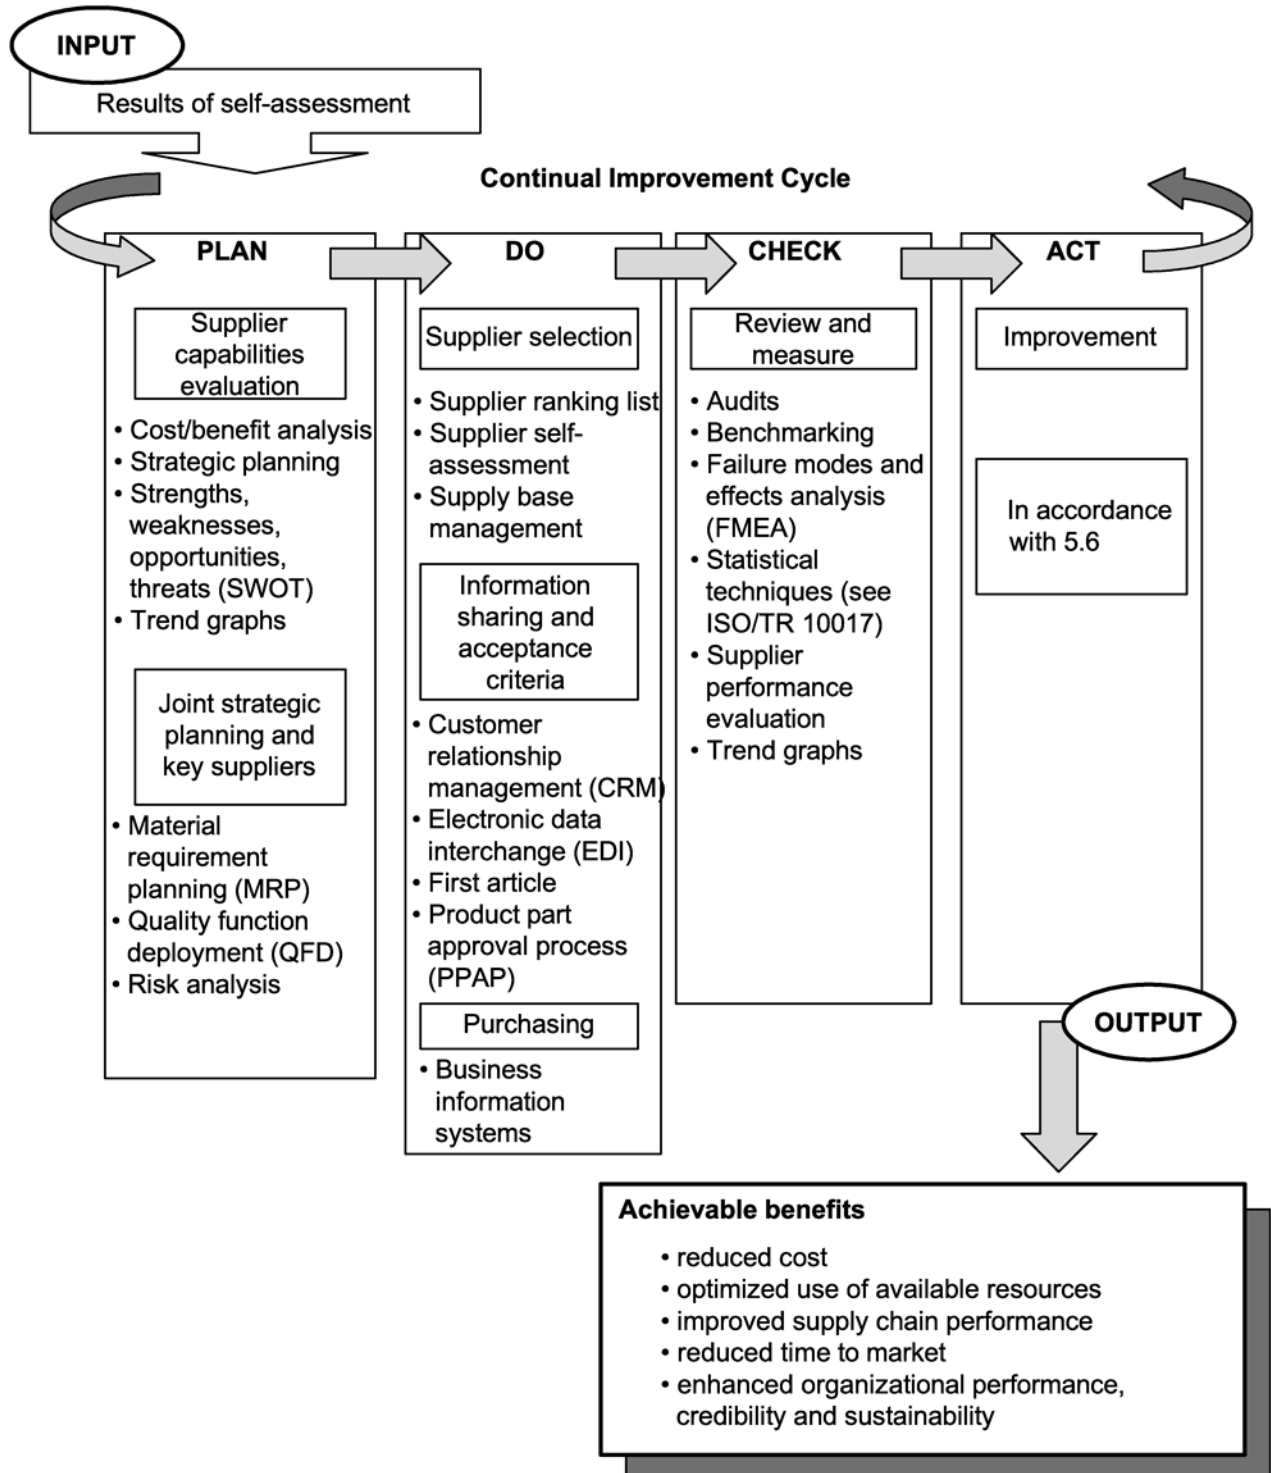 INPUT
Results of self-assessment
Continual Improvement Cycle
PLAN
Supplier
capabilities
evaluation
• Cost/benefit analysis
• Strategic planning
• Strengths,
weaknesses,
opportunities,
threats (SWOT)
• Trend graphs
Joint strategic
planning and
key suppliers
• Material
requirement
planning (MRP)
• Quality function
deployment (QFD)
• Risk analysis
DO
Supplier selection
• Supplier ranking list
• Supplier self-
assessment
• Supply base
management
Information
sharing and
acceptance
criteria
• Customer
relationship
management (CRM)
• Electronic data
interchange (EDI)
• First article
• Product part
approval process
(PPAP)
Purchasing
• Business
information
systems
CHECK
Review and
measure
• Audits
• Benchmarking
• Failure modes and
effects analysis
(FMEA)
• Statistical
techniques (see
ISO/TR 10017)
• Supplier
performance
evaluation
• Trend graphs
ACT
Improvement
In accordance
with 5.6
OUTPUT
Achievable benefits
• reduced cost
• optimized use of available resources
• improved supply chain performance
• reduced time to market
• enhanced organizational performance,
credibility and sustainability